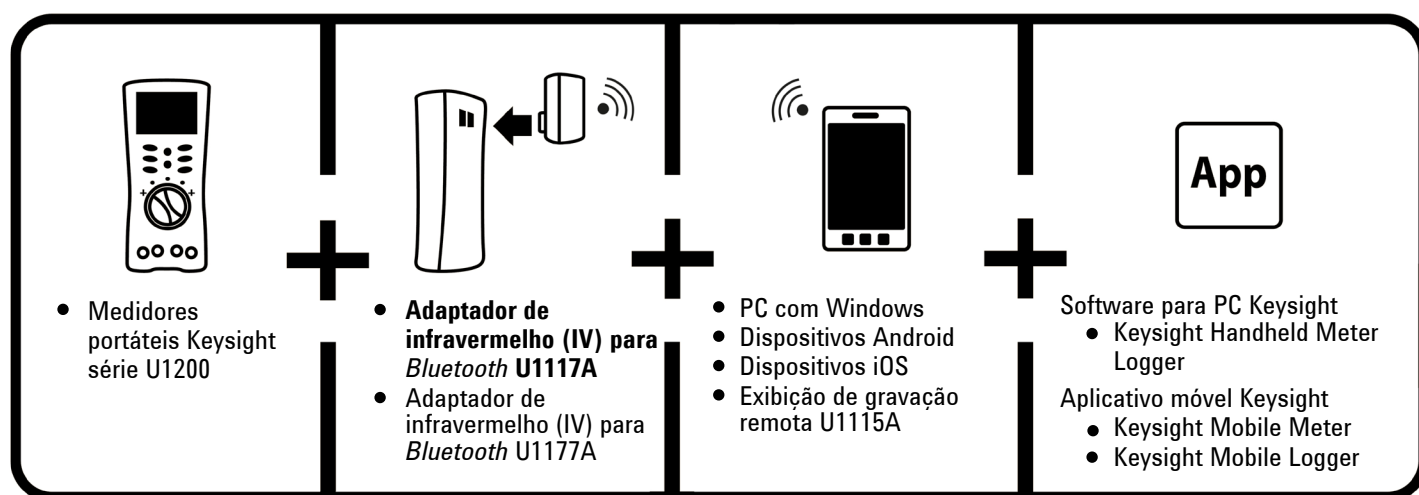 Medidores
portáteis Keysight
série U1200
Adaptador de
infravermelho (IV) para
Bluetooth U1117A
Adaptador de
infravermelho (IV) para
Bluetooth U1177A
PC com Windows
Dispositivos Android
Dispositivos iOS
Exibição de gravação
remota U1115A
App
Software para PC Keysight
Keysight Handheld Meter
Logger
Aplicativo móvel Keysight
Keysight Mobile Meter
Keysight Mobile Logger